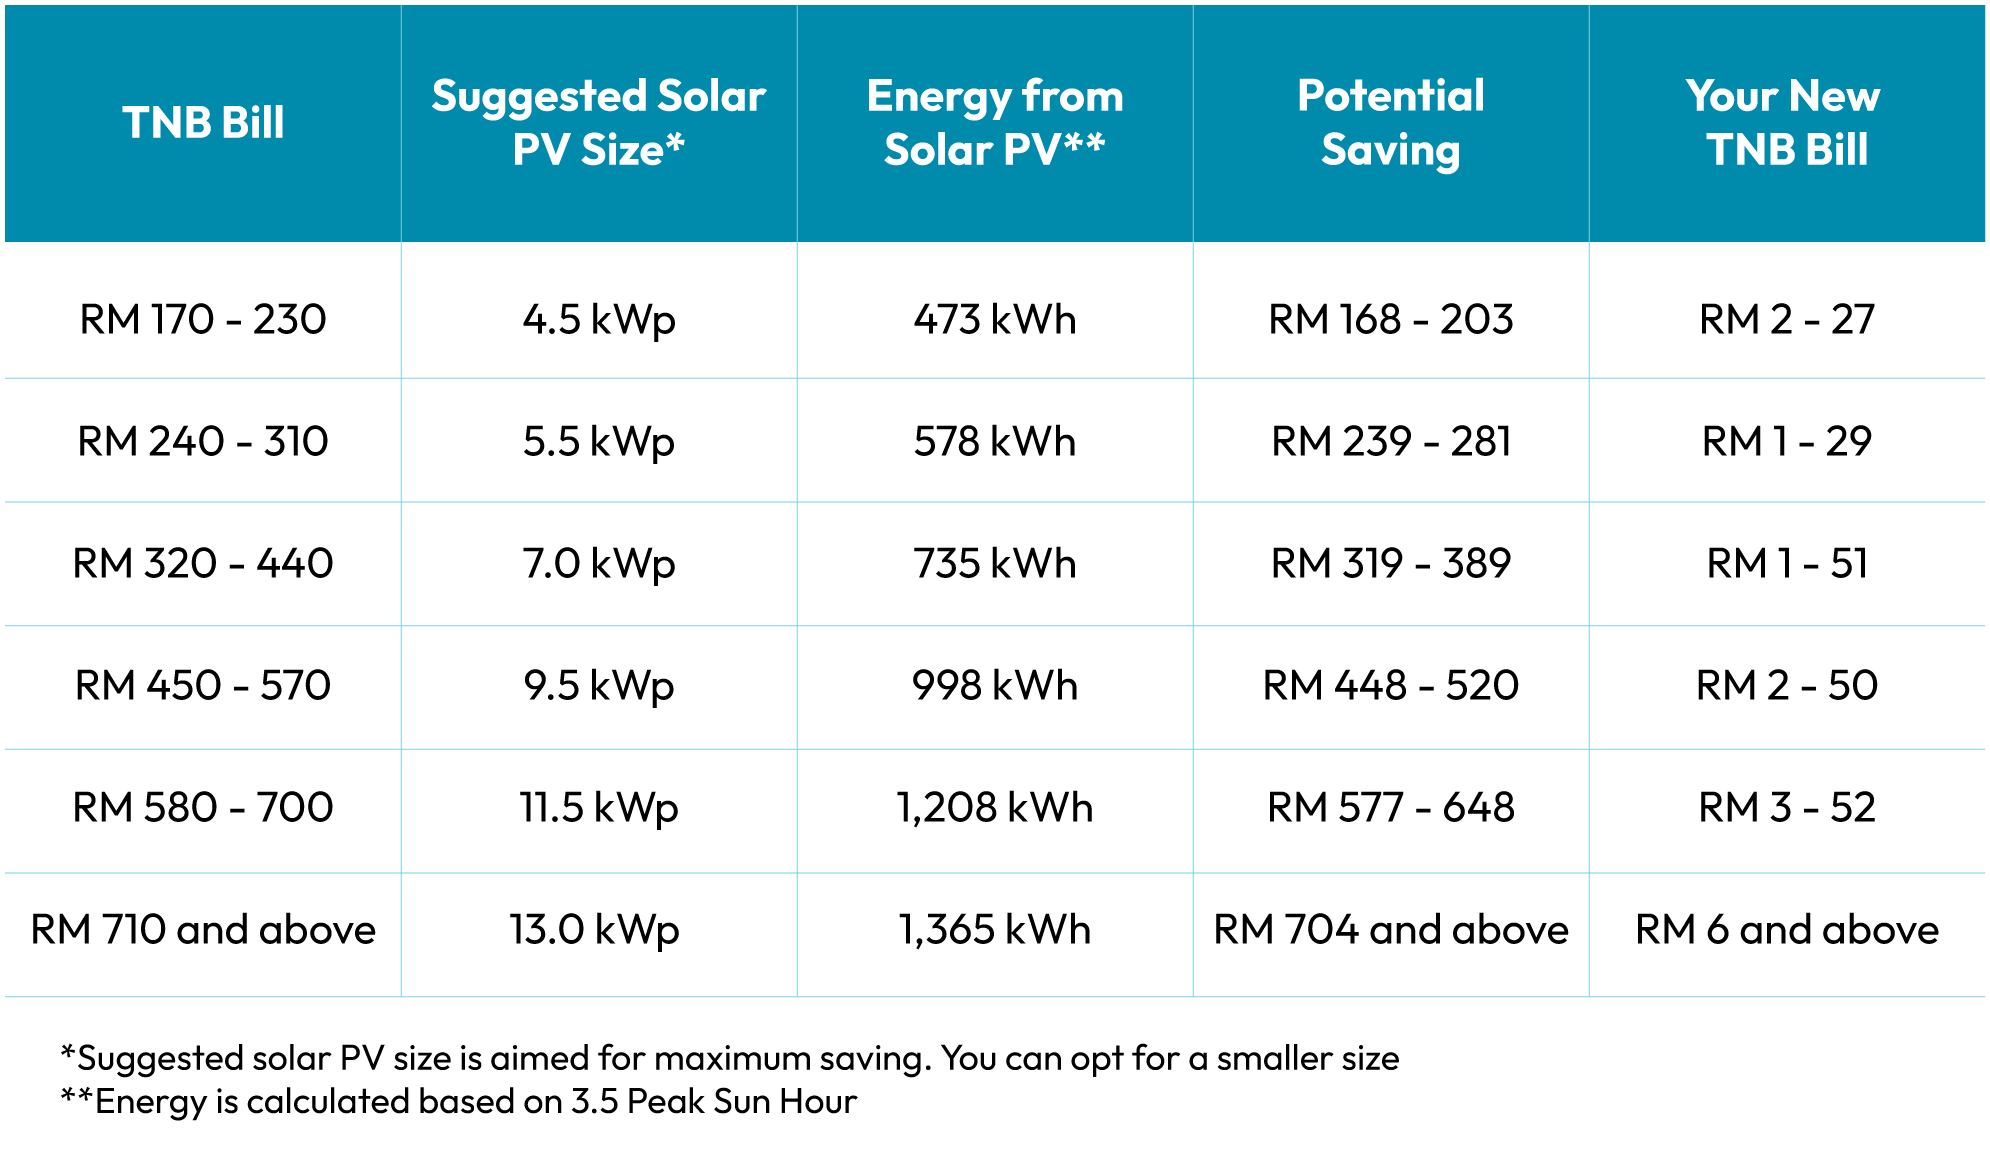 TNB Bill
Suggested Solar
PV Size*
Energy from
Solar PV**
Potential
Saving
Your New
TNB Bill
RM 170 - 230
4.5 kWp
473 kWh
RM 168 - 203
RM 2 - 27
RM 240 - 310
5.5 kWp
578 kWh
RM 239 - 281
RM 1 - 29
RM 320 - 440
7.0 kWp
735 kWh
RM 319 - 389
RM 1 - 51
RM 450 - 570
9.5 kWp
998 kWh
RM 448 - 520
RM 2 - 50
RM 580 - 700
11.5 kWp
1,208 kWh
RM 577 - 648
RM 3 - 52
RM 710 and above
13.0 kWp
1,365 kWh
RM 704 and above
RM 6 and above
*Suggested solar PV size is aimed for maximum saving. You can opt for a smaller size
**Energy is calculated based on 3.5 Peak Sun Hour